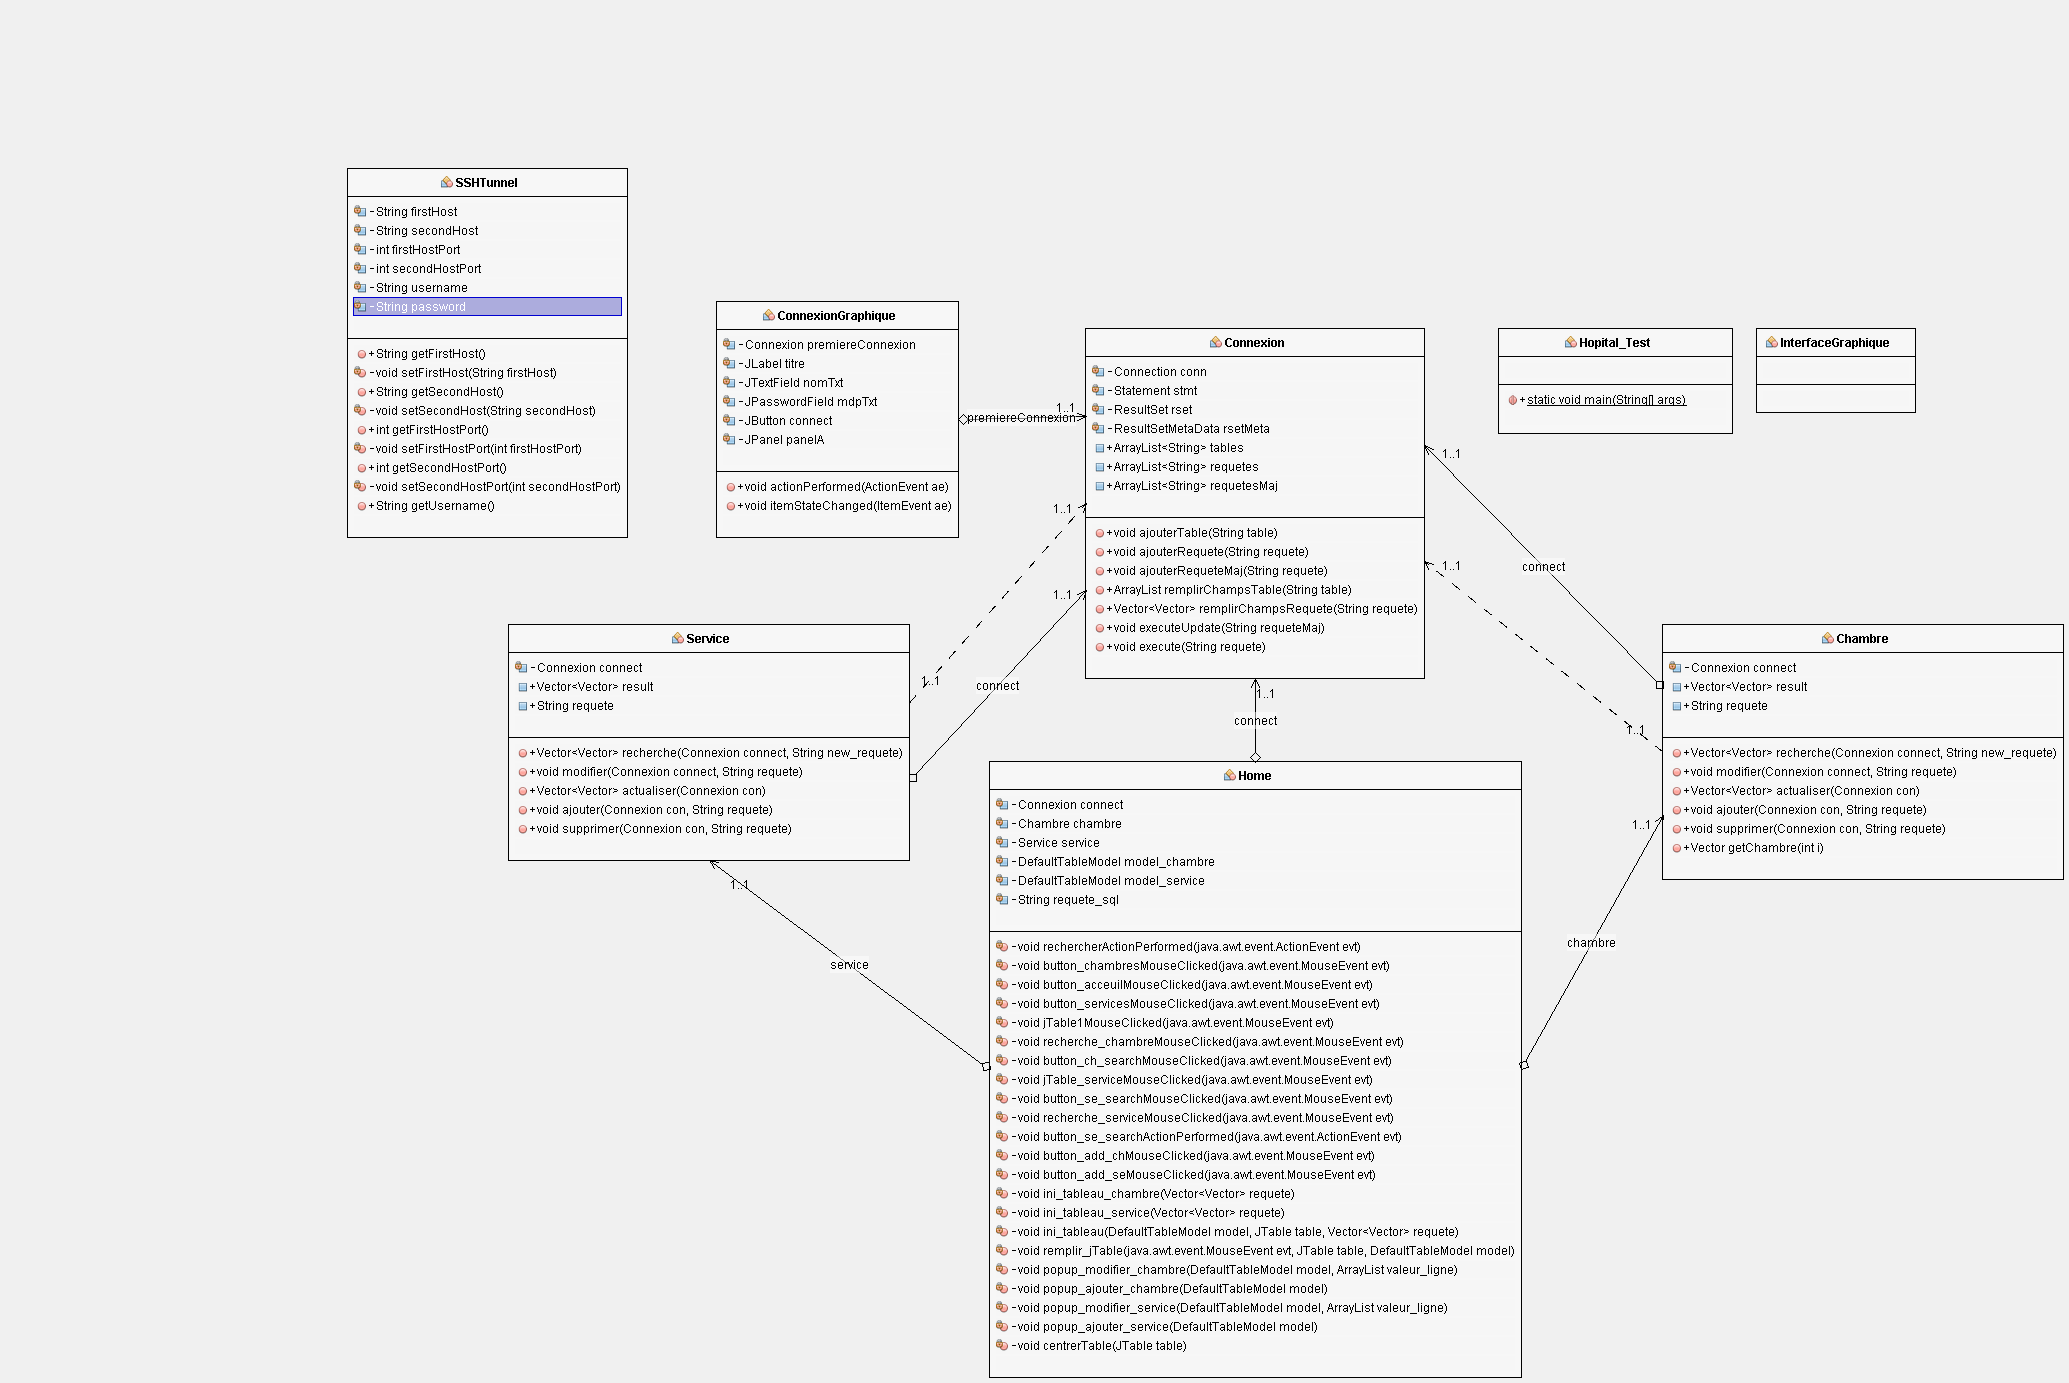 SSHTunnel
-String firstHost
-String secondHost
-int firstHostPort
-int secondHostPort
-String username
-String password
+String getFirstHost()
-void setFirstHost(String firstHost)
+String getSecondHost()
-void setSecondHost(String secondHost)
+int getFirstHostPort()
-void setFirstHostPort(int firstHostPort)
+int getSecondHostPort()
-void setSecondHostPort(int secondHostPort)
+String getUsername()
ConnexionGraphique
-Connexion premiereConnexion
-JLabel titre
-JTextField nomTxt
-JPasswordField mdpTxt
-JButton connect
-JPanel panelA
+void actionPerformed(ActionEvent ae)
+void itemStateChanged(ItemEvent ae)
premiereConnexion
1..1
Connexion
-Connection conn
-Statement stmt
-ResultSet rset
-ResultSetMetaData rsetMeta
+ArrayList<String> tables
+ArrayList<String> requetes
+ArrayList<String> requetesMaj
+void ajouterTable(String table)
+void ajouterRequete(String requete)
+void ajouterRequeteMaj(String requete)
+ArrayList remplirChampsTable(String table)
+Vector<Vector> remplirChampsRequete(String requete)
+void executeUpdate(String requeteMaj)
+void execute(String requete)
Hopital_Test
+static void main(String[] args)
InterfaceGraphique
1..1
connect
1..1
1..1
1..1
1..1
1..1
connect
Service
-Connexion connect
+Vector<Vector> result
+String requete
+Vector<Vector> recherche(Connexion connect, String new_requete)
+void modifier(Connexion connect, String requete)
+Vector<Vector> actualiser(Connexion con)
+void ajouter(Connexion con, String requete)
+void supprimer(Connexion con, String requete)
1..1
connect
Chambre
-Connexion connect
+Vector<Vector> result
+String requete
+Vector<Vector> recherche(Connexion connect, String new_requete)
+void modifier(Connexion connect, String requete)
+Vector<Vector> actualiser(Connexion con)
+void ajouter(Connexion con, String requete)
+void supprimer(Connexion con, String requete)
+Vector getChambre(int i)
1..1
service
1..1
chambre
Home
-Connexion connect
-Chambre chambre
-Service service
-DefaultTableModel model_chambre
-DefaultTableModel model_service
-String requete_sql
-void rechercherActionPerformed(java.awt.event.ActionEvent evt)
-void button_chambresMouseClicked(java.awt.event.MouseEvent evt)
-void button_acceuilMouseClicked(java.awt.event.MouseEvent evt)
-void button_servicesMouseClicked(java.awt.event.MouseEvent evt)
-void jTable1MouseClicked(java.awt.event.MouseEvent evt)
-void recherche_chambreMouseClicked(java.awt.event.MouseEvent evt)
-void button_ch_searchMouseClicked(java.awt.event.MouseEvent evt)
-void jTable_serviceMouseClicked(java.awt.event.MouseEvent evt)
-void button_se_searchMouseClicked(java.awt.event.MouseEvent evt)
-void recherche_serviceMouseClicked(java.awt.event.MouseEvent evt)
-void button_se_searchActionPerformed(java.awt.event.ActionEvent evt)
-void button_add_chMouseClicked(java.awt.event.MouseEvent evt)
-void button_add_seMouseClicked(java.awt.event.MouseEvent evt)
-void ini_tableau_chambre(Vector<Vector> requete)
-void ini_tableau_service(Vector<Vector> requete)
-void ini_tableau(DefaultTableModel model, JTable table, Vector<Vector> requete)
-void remplir_jTable(java.awt.event.MouseEvent evt, JTable table, DefaultTableModel model)
-void popup_modifier_chambre(DefaultTableModel model, ArrayList valeur_ligne)
-void popup_ajouter_chambre(DefaultTableModel model)
-void popup_modifier_service(DefaultTableModel model, ArrayList valeur_ligne)
-void popup_ajouter_service(DefaultTableModel model)
-void centrerTable(JTable table)